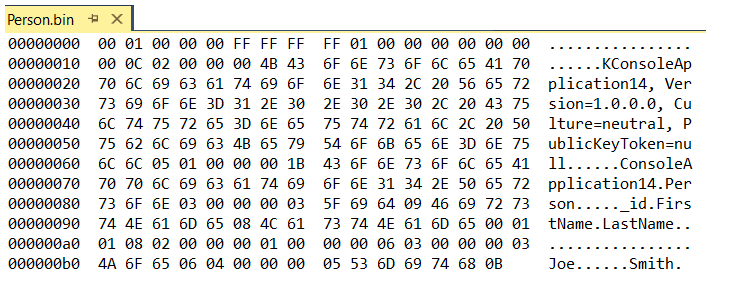 Person.bin
00000000 00 01 00 00 00 FF FF FF FF 01 00 00 00 00 00 00 ................
00000010 00 0C 02 00 00 00 4B 43 6F 6E 73 6F 6C 65 41 70 ......KConsoleAp
00000020 70 6C 69 63 61 74 69 6F 6E 31 34 2C 20 56 65 72 plication14, Ver
00000030 73 69 6F 6E 3D 31 2E 30 2E 30 2E 30 2C 20 43 75 sion=1.0.0.0, Cu
00000040 6C 74 75 72 65 3D 6E 65 75 74 72 61 6C 2C 20 50 lture=neutral, P
00000050 75 62 6C 69 63 4B 65 79 54 6F 6B 65 6E 3D 6E 75 ublicKeyToken=nu
00000060 6C 6C 05 01 00 00 00 1B 43 6F 6E 73 6F 6C 65 41 ll......ConsoleA
00000070 70 70 6C 69 63 61 74 69 6F 6E 31 34 2E 50 65 72 pplication14.Per
00000080 73 6F 6E 03 00 00 00 03 5F 69 64 09 46 69 72 73 son....._id.Firs
00000090 74 4E 61 6D 65 08 4C 61 73 74 4E 61 6D 65 00 01 tName.LastName..
000000a0 01 08 02 00 00 00 01 00 00 00 06 03 00 00 00 03 ................
000000b0 4A 6F 65 06 04 00 00 00 05 53 6D 69 74 68 0B Joe......Smith.